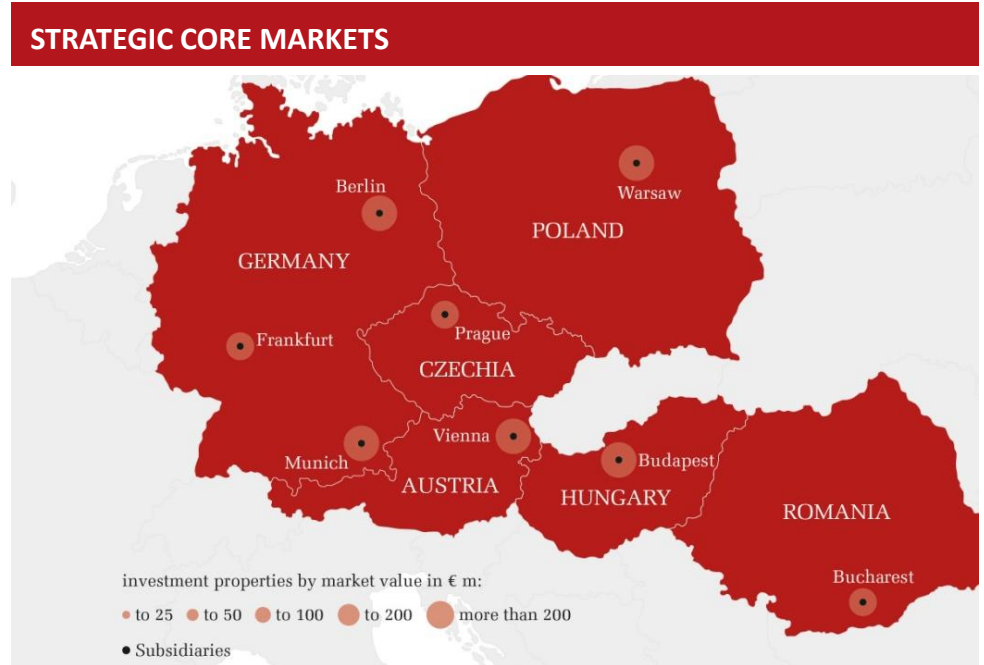 STRATEGIC CORE MARKETS
Berlin
Warsaw
POLAND
GERMANY
Frankfurt
Prague
CZECHIA
Vienna
Munich
Budapest
AUSTRIA
HUNGARY
ROMANIA
Bucharest
investment properties by market value in € m:
to 25 to 50 to 100 to 200 more than 200
Subsidiaries